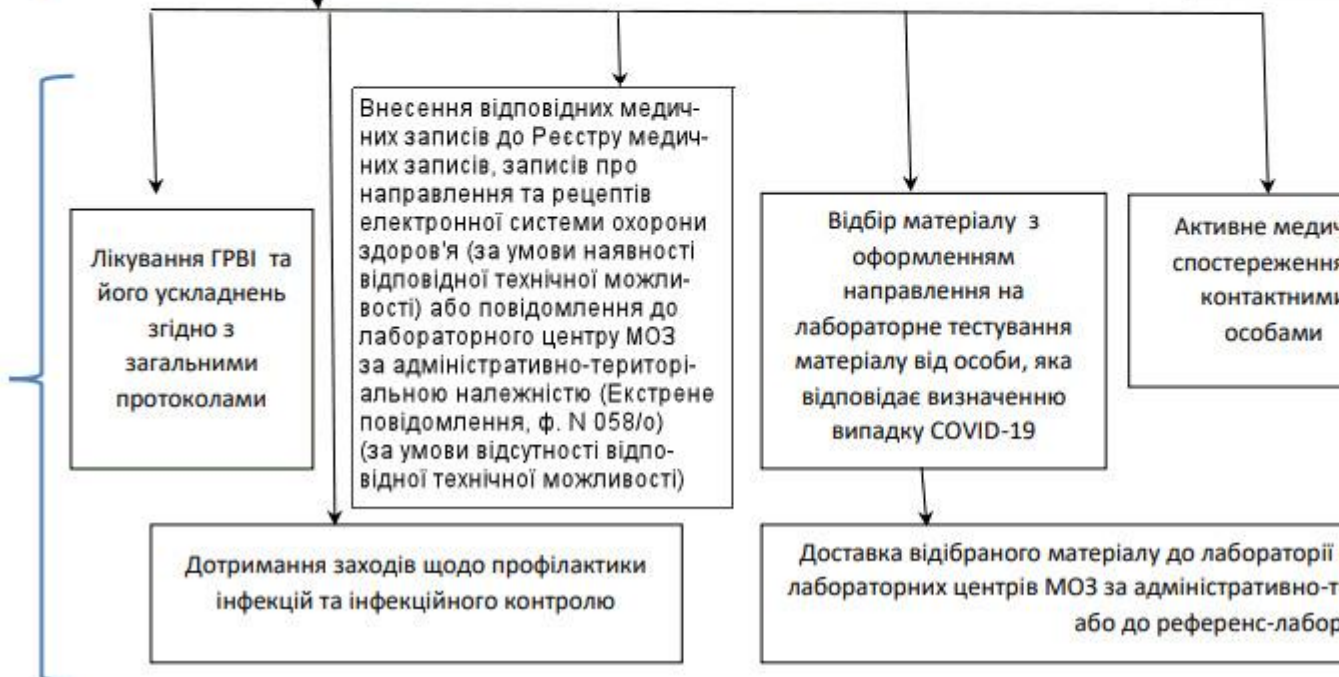 Лікування ГРВІ та
його ускладнень
згідно з
загальними
протоколами
Внесення відповідних медич-
них записів до Реєстру медич-
них записів, записів про
направлення та рецептів
електронної системи охорони
здоров'я (за умови наявності
відповідної технічної можли-
вості) або повідомлення до
лабораторного центру МОЗ
за адміністративно-територі-
альною належністю (Екстрене
повідомлення, ф. N 058/о)
(за умови відсутності відпо-
відної технічної можливості)
Відбір матеріалу з
оформленням
направлення на
лабораторне тестування
матеріалу від особи, яка
відповідає визначенню
випадку COVID-19
Активне
спостереження
контактними
особами
Дотримання заходів щодо профілактики
інфекцій та інфекційного контролю
Доставка відібраного матеріалу до лабораторії
лабораторних центрів МОЗ за
або до